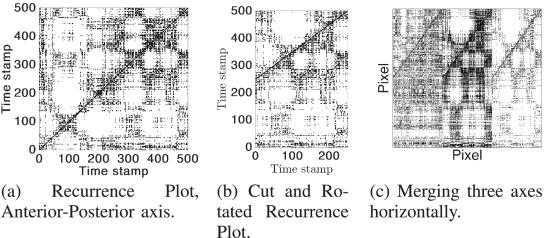 500
400
300
200
100
0
Time stamp
0 100 200 300 400 500
Time stamp
500
400
300
200
100
0
Time stamp
0 100 200
Time stamp
Pixel
Pixel
(a) Recurrence Plot,
Anterior-Posterior axis.
(b) Cut and Ro-
tated Recurrence
Plot.
(c) Merging three axes
horizontally.